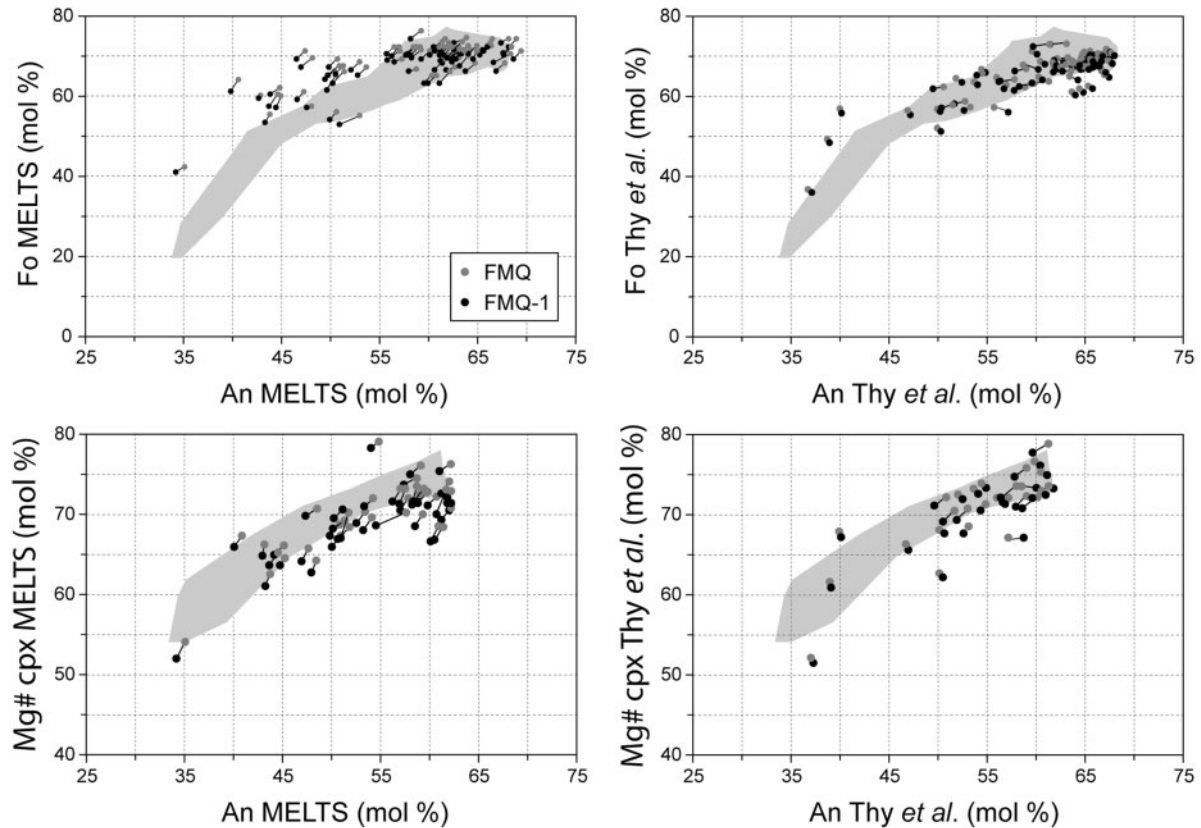 80
60
40
20
0
Fo MELTS (mol %)
FMQ
FMQ-1
25 35 45 55 65 75
An MELTS (mol %)
80
60
40
20
0
Fo Thy et al. (mol %)
25 35 45 55 65 75
An Thy et al. (mol %)
80
70
60
50
40
Mg# cpx MELTS (mol %)
25 35 45 55 65 75
An MELTS (mol %)
80
70
60
50
40
Mg# cpx Thy et al. (mol %)
25 35 45 55 65 75
An Thy et al. (mol %)